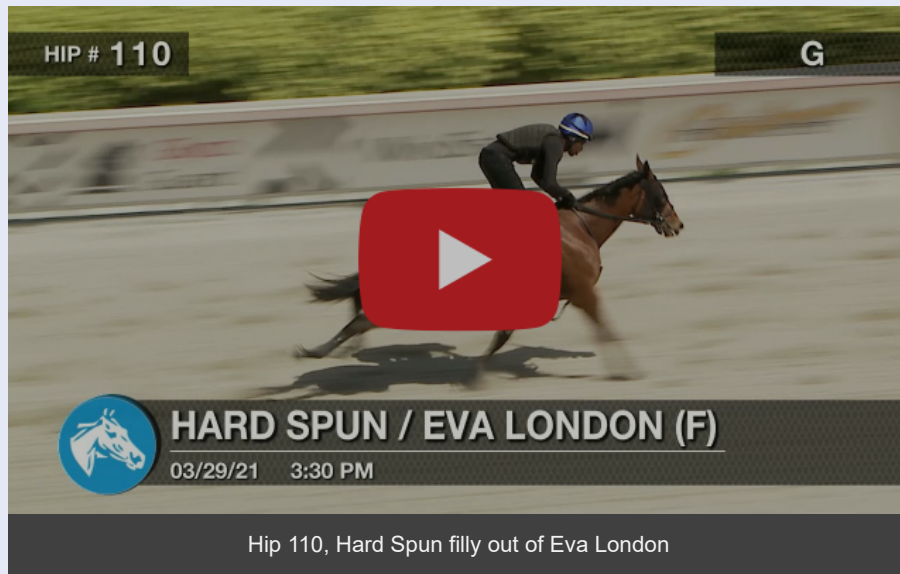 HIP # 110
G
HARD SPUN / EVA LONDON (F)
03/29/21 3:30 PM
Hip 110, Hard Spun filly out of Eva London